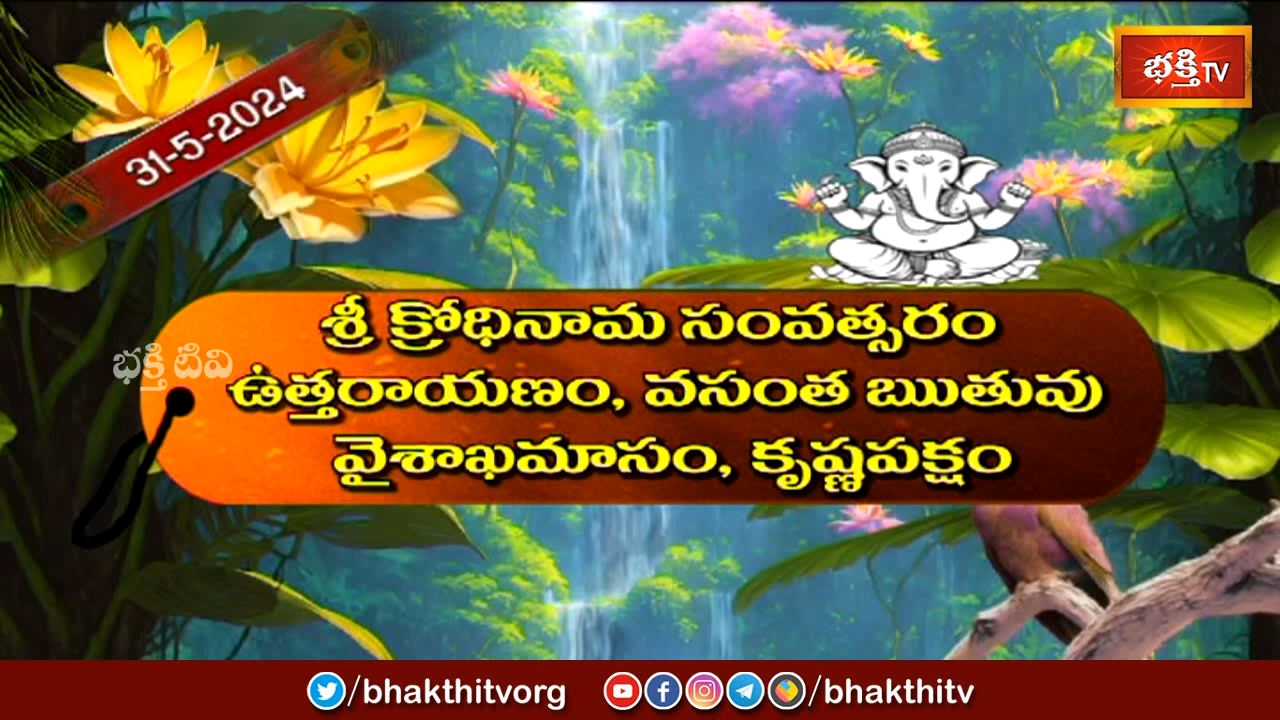 31-5-2024
భక్తి TV
శ్రీ క్రోధినామ సంవత్సరం
భక్తి టివి
ఉత్తరాయణం, వసంత ఋతువు
వైశాఖమాసం, కృష్ణపక్షం
/bhakthitvorg /bhakthitv